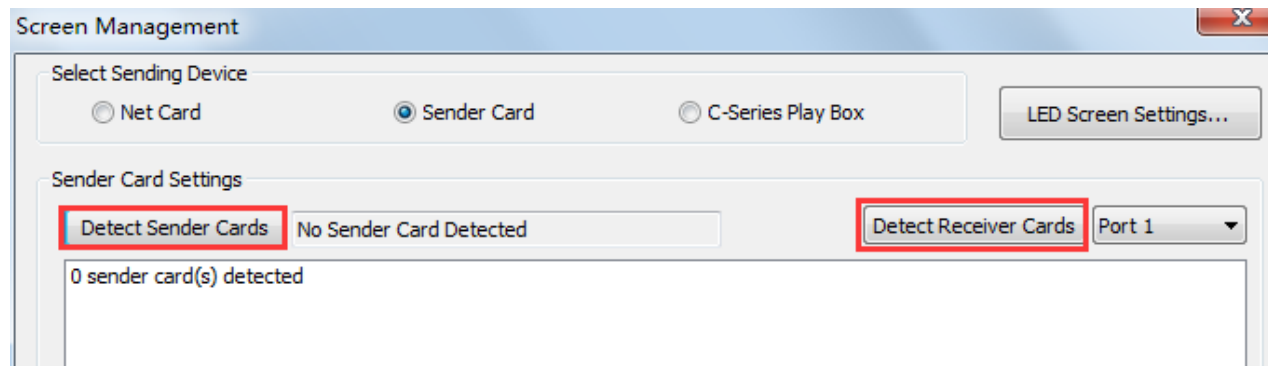 Screen Management
Select Sending Device
Net Card Sender Card C-Series Play Box
LED Screen Settings...
Sender Card Settings
Detect Sender Cards No Sender Card Detected Detect Receiver Cards Port 1
0 sender card(s) detected